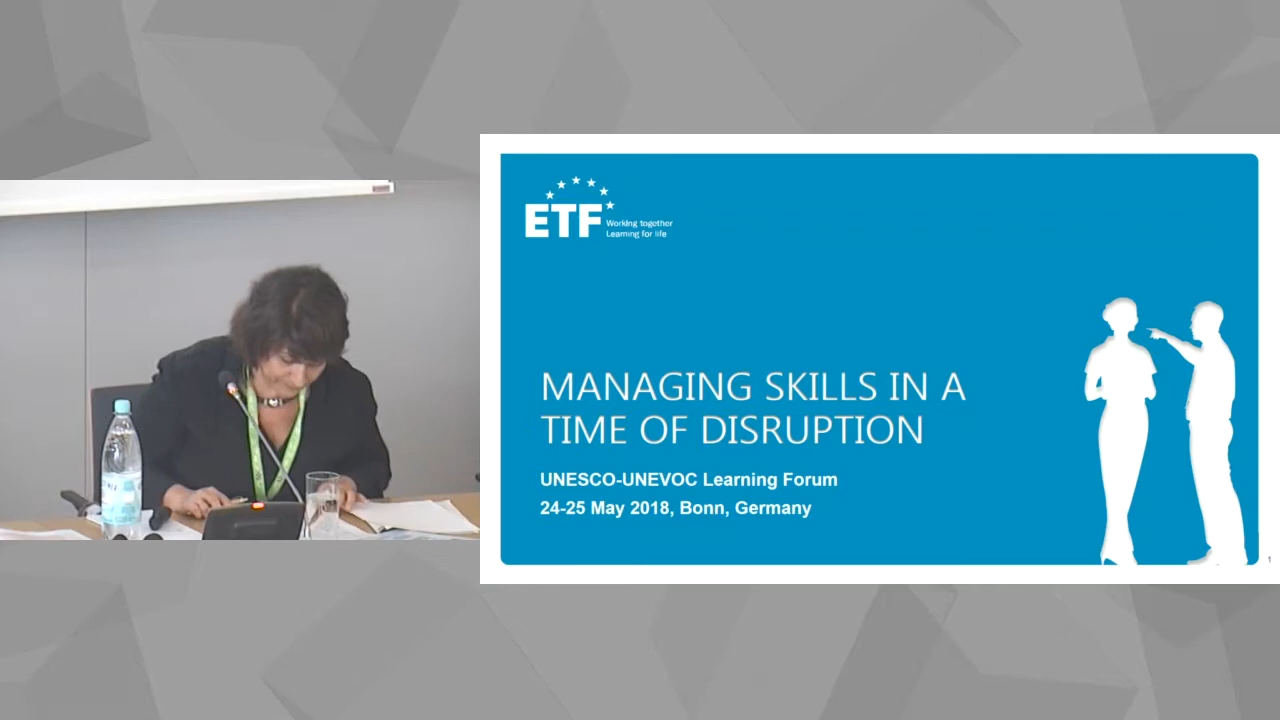 ETF
Working together
Learning for life
MANAGING SKILLS IN A
TIME OF DISRUPTION
UNESCO-UNEVOC Learning Forum
24-25 May 2018, Bonn, Germany